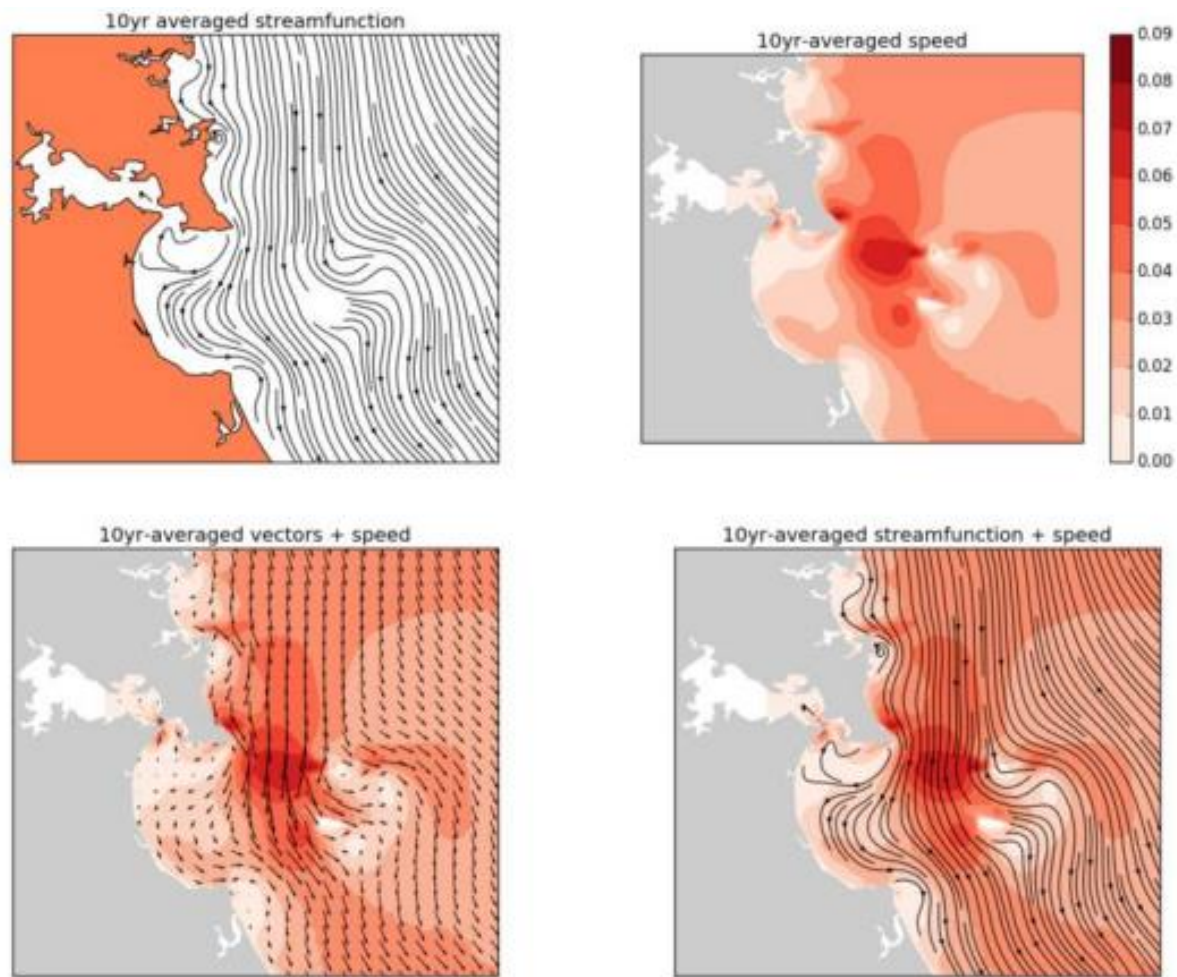 10yr averaged streamfunction
10yr-averaged speed
0.09
0.08
0.07
0.06
0.05
0.04
0.03
0.02
0.01
0.00
10yr-averaged vectors + speed
10yr-averaged streamfunction + speed